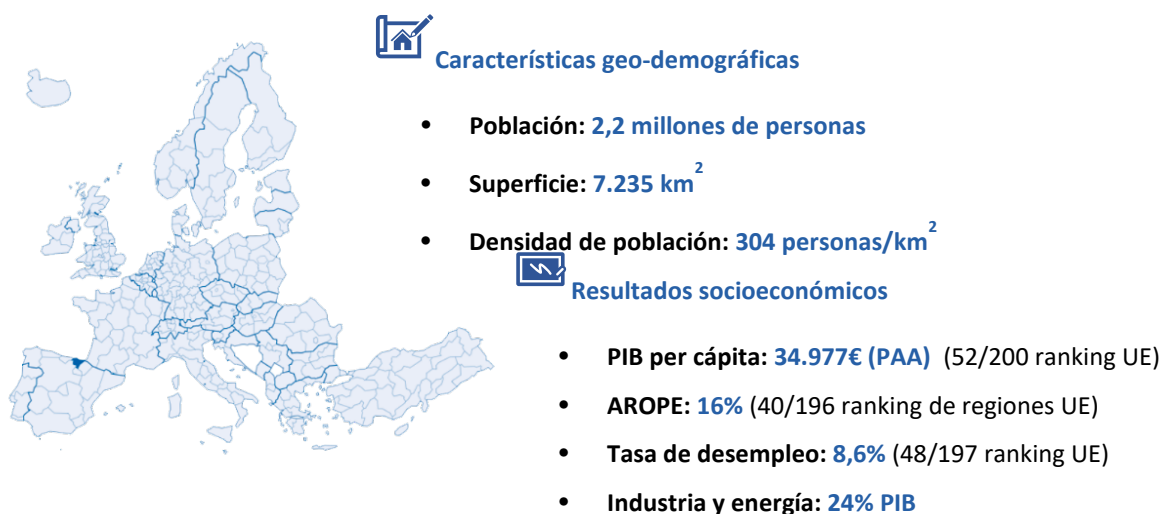 Características geo-demográficas
• Población: 2,2 millones de personas
• Superficie: 7.235 km²
• Densidad de población: 304 personas/km²
Resultados socioeconómicos
• PIB per cápita: 34.977€ (PAA) (52/200 ranking UE)
• AROPE: 16% (40/196 ranking de regiones UE)
• Tasa de desempleo: 8,6% (48/197 ranking UE)
• Industria y energía: 24% PIB